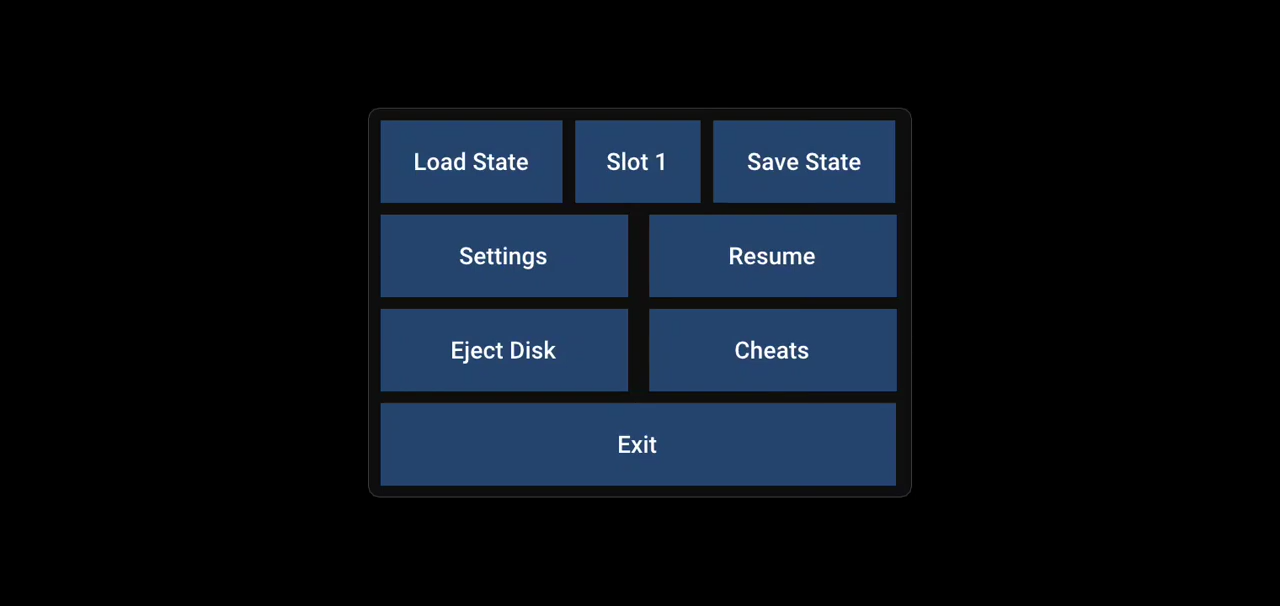 Load State
Slot 1
Save State
Settings
Resume
Eject Disk
Cheats
Exit